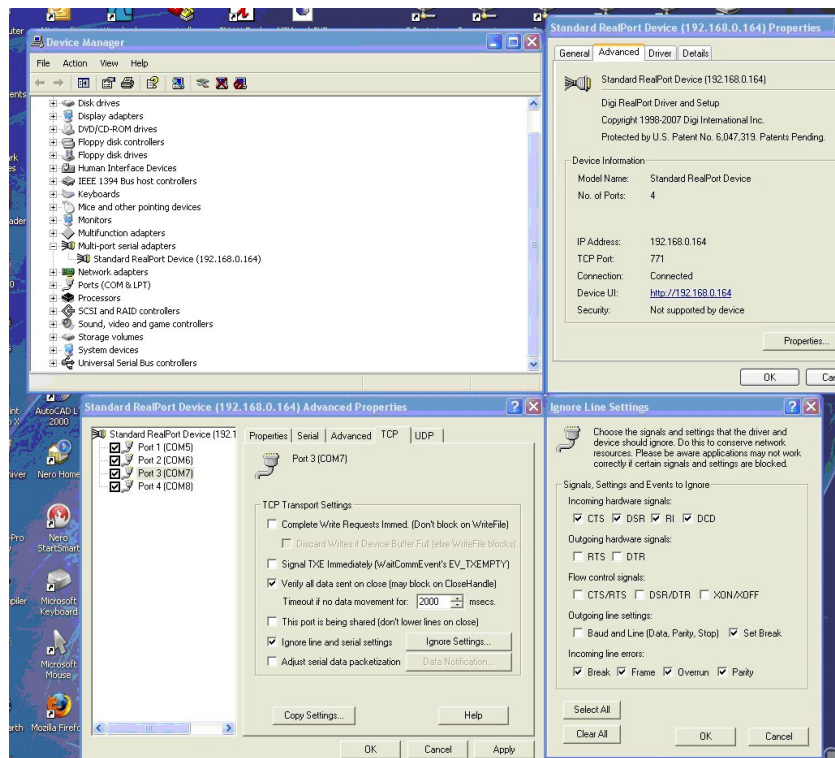 Device Manager
File Action View Help
Disk drives
Display adapters
DVD/CD-ROM drives
Floppy disk controllers
Floppy disk drives
Human Interface Devices
IEEE 1394 Bus host controllers
Keyboards
Mice and other pointing devices
Monitors
Multifunction adapters
Multi-port serial adapters
Standard RealPort Device (192.168.0.164)
Network adapters
Ports (COM & LPT)
Processors
SCSI and RAID controllers
Sound, video and game controllers
Storage volumes
System devices
Universal Serial Bus controllers
Standard RealPort Device (192.168.0.164) Properties
General Advanced Driver Details
Standard RealPort Device (192.168.0.164)
Digi RealPort Driver and Setup
Copyright 1998-2007 Digi International Inc.
Protected by U.S. Patent No. 6,047,319. Patents Pending.
Device Information
Model Name: Standard RealPort Device
No. of Ports: 4
IP Address: 192.168.0.164
TCP Port: 771
Connection: Connected
Device UI: http://192.168.0.164
Security: Not supported by device
Properties...
OK Car
AutoCAD L
2000
Nero Home
Nero
StartSmart
Microsoft
Keyboard
Microsoft
Mouse
Mozilla Firefo
Standard RealPort Device (192.168.0.164) Advanced Properties
Standard RealPort Device (192.1
Port 1 (COM5)
Port 2 (COM6)
Port 3 (COM7)
Port 4 (COM8)
Properties Serial Advanced TCP UDP
Port 3 (COM7)
TCP Transport Settings
Complete Write Requests Immed. (Don't block on WriteFile)
Discard Writes if Device Buffer Full (else WriteFile blocks)
Signal TXE Immediately (WaitCommEvent's EV_TXEMPTY)
Verify all data sent on close (may block on CloseHandle)
Timeout if no data movement for: 2000 msecs.
This port is being shared (don't lower lines on close)
Ignore line and serial settings Ignore Settings...
Adjust serial data packetization Data Notification...
Copy Settings... Help
OK Cancel Apply
Ignore Line Settings
Choose the signals and settings that the driver and
device should ignore. Do this to conserve network
resources. Please be aware applications may not work
correctly if certain signals and settings are blocked.
Signals, Settings and Events to Ignore
Incoming hardware signals:
CTS DSR RI DCD
Outgoing hardware signals:
RTS DTR
Flow control signals:
CTS/RTS DSR/DTR XON/XOFF
Outgoing line settings:
Baud and Line (Data, Parity, Stop) Set Break
Incoming line errors:
Break Frame Overrun Parity
Select All
Clear All OK Cancel